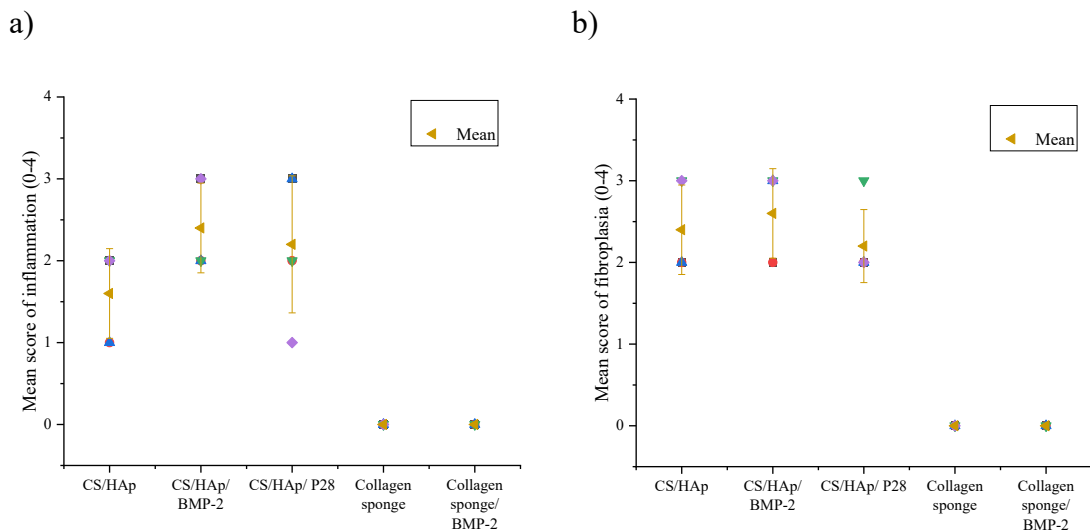 a)
Mean score of inflammation (0-4)
4
3
2
1
0
Mean
CS/HAp
CS/HAp/
BMP-2
CS/HAp/ P28
Collagen
sponge
Collagen
sponge/
BMP-2
b)
Mean score of fibroplasia (0-4)
4
3
2
1
0
Mean
CS/HAp
CS/HAp/
BMP-2
CS/HAp/ P28
Collagen
sponge
Collagen
sponge/
BMP-2